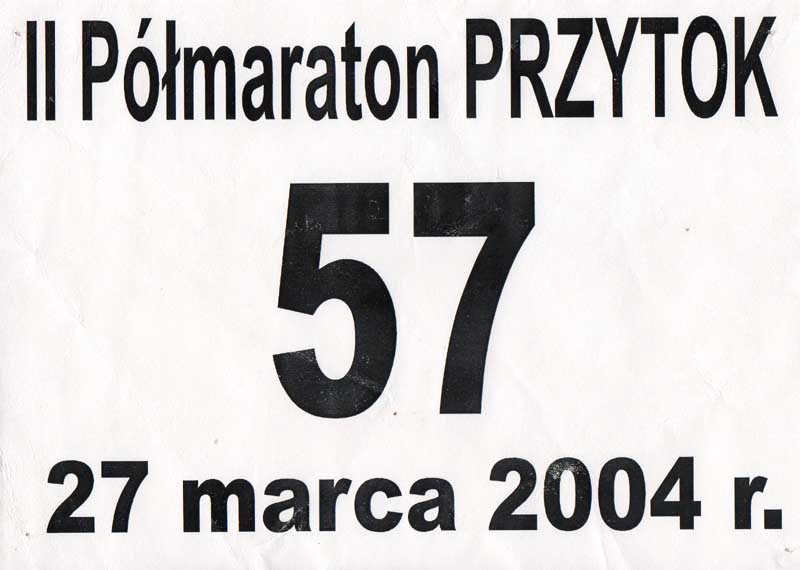 II Półmaraton PRZYTOK
57
27 marca 2004 r.